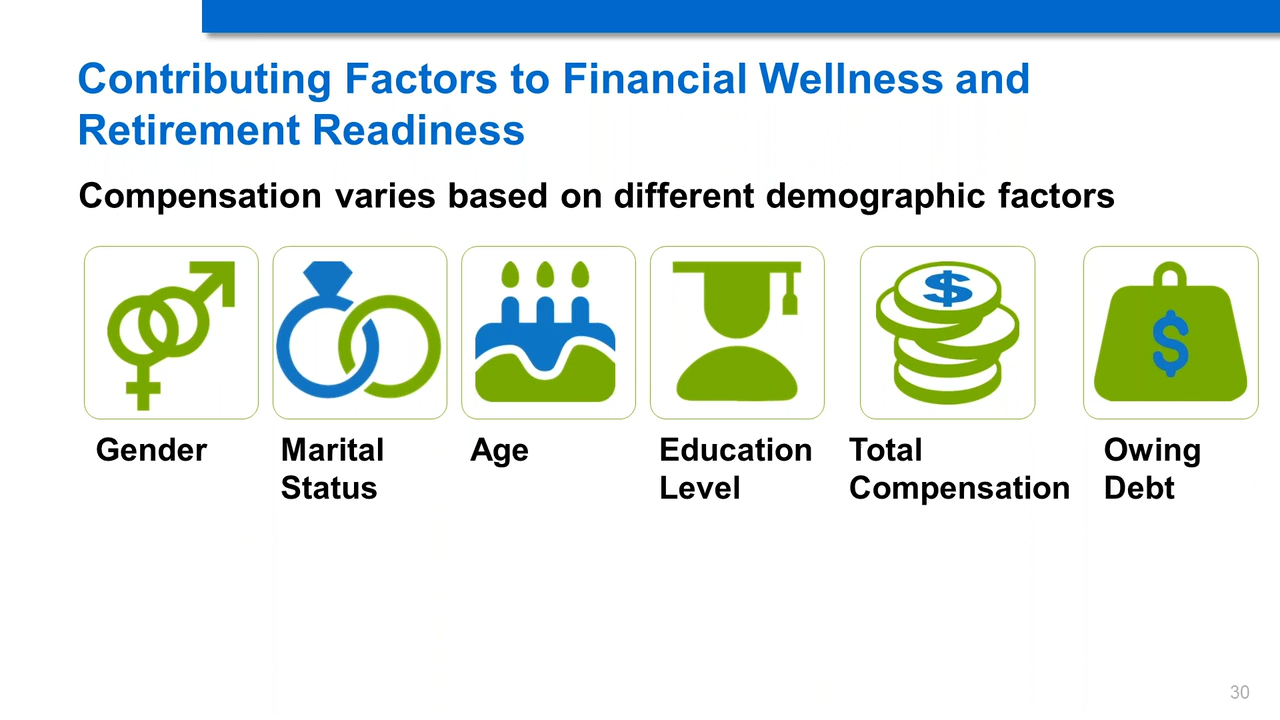 Contributing Factors to Financial Wellness and
Retirement Readiness
Compensation varies based on different demographic factors
$
$
Gender
Marital
Status
Age
Education
Level
Total
Compensation
Owing
Debt
30